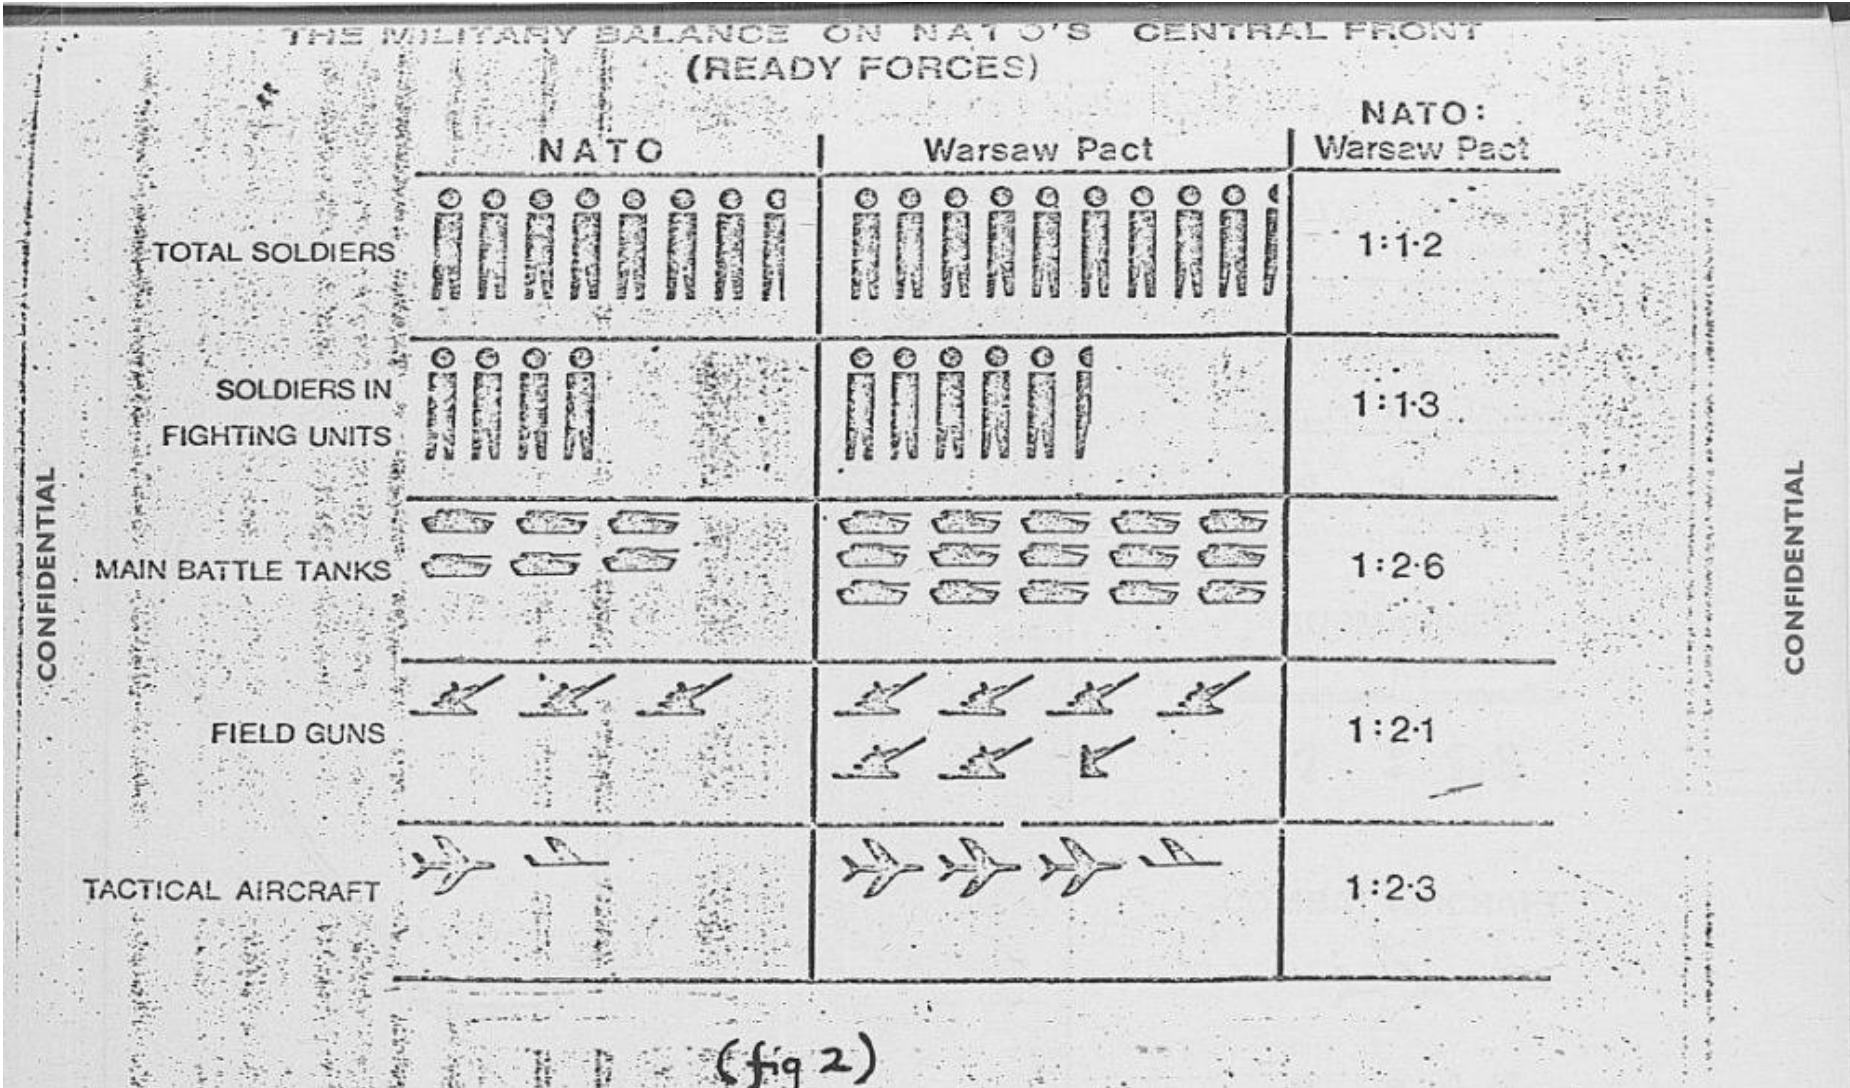 THE MILITARY BALANCE ON NATO'S CENTRAL FRONT
(READY FORCES)
NATO
Warsaw Pact
NATO:
Warsaw Pact
TOTAL SOLDIERS
1:1·2
SOLDIERS IN
FIGHTING UNITS
1:1·3
MAIN BATTLE TANKS
1:2·6
FIELD GUNS
1:2·1
TACTICAL AIRCRAFT
1:2·3
CONFIDENTIAL
CONFIDENTIAL
(fig 2)